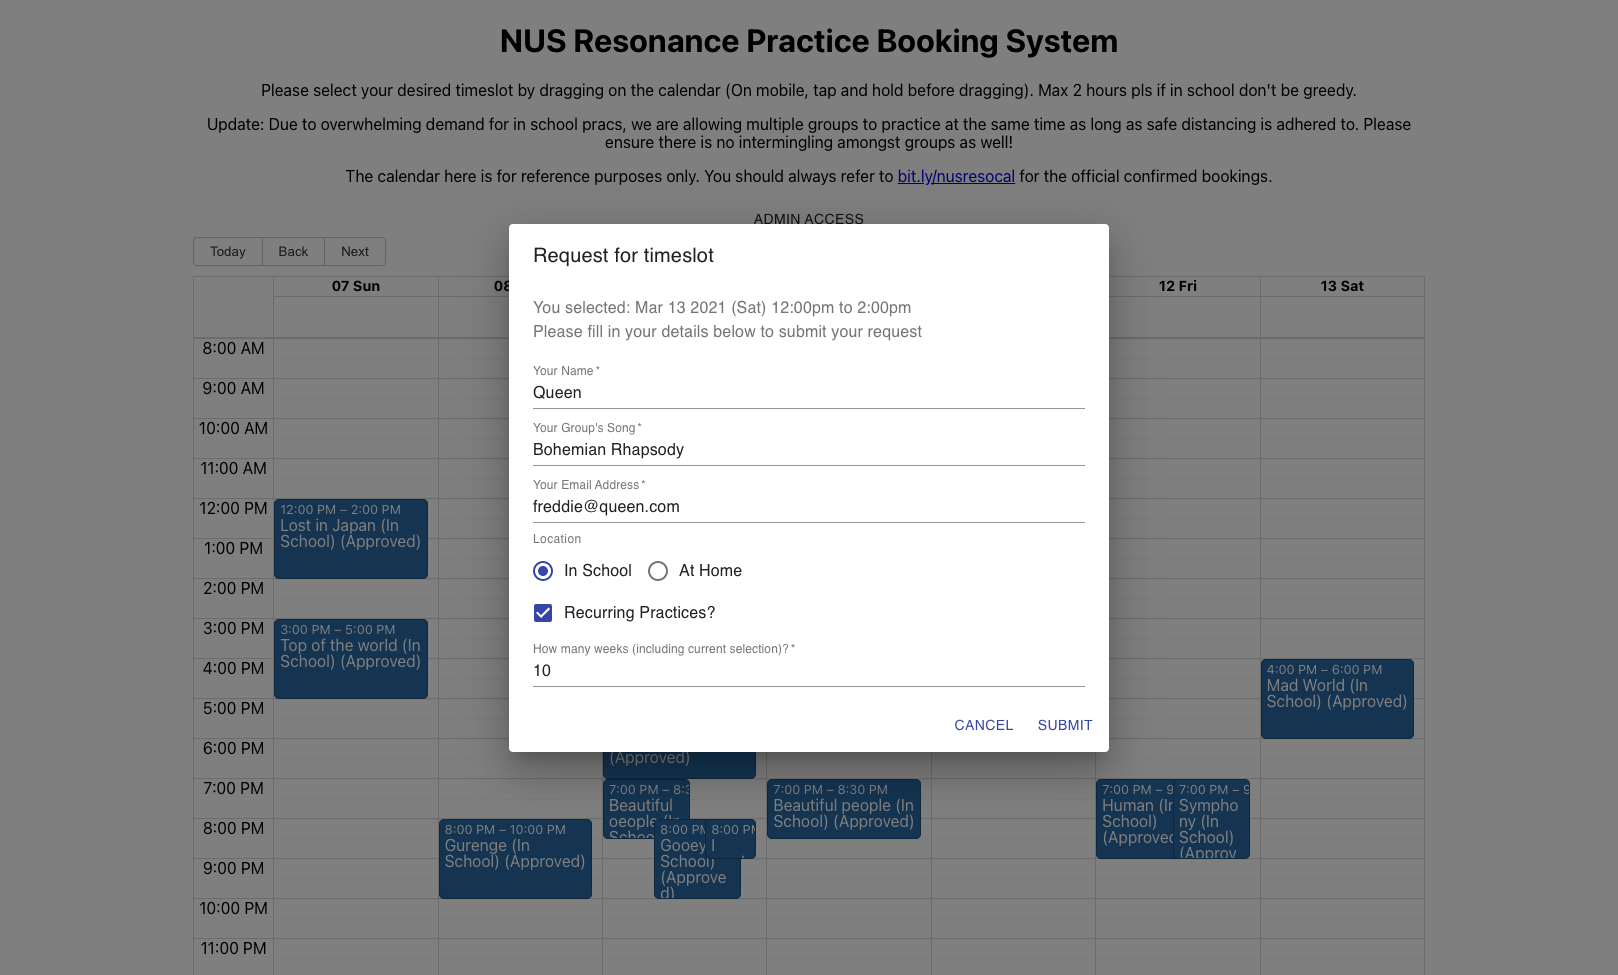 NUS Resonance Practice Booking System
Please select your desired timeslot by dragging on the calendar (On mobile, tap and hold before dragging). Max 2 hours pls if in school don't be greedy.
Update: Due to overwhelming demand for in school pracs, we are allowing multiple groups to practice at the same time as long as safe distancing is adhered to. Please
ensure there is no intermingling amongst groups as well!
The calendar here is for reference purposes only. You should always refer to bit.ly/nusresocal for the official confirmed bookings.
ADMIN ACCESS
Today Back Next
07 Sun
08
12 Fri
13 Sat
Request for timeslot
You selected: Mar 13 2021 (Sat) 12:00pm to 2:00pm
Please fill in your details below to submit your request
Your Name *
Queen
Your Group's Song *
Bohemian Rhapsody
Your Email Address *
freddie@queen.com
Location
In School At Home
Recurring Practices?
How many weeks (including current selection)? *
10
CANCEL SUBMIT
8:00 AM
9:00 AM
10:00 AM
11:00 AM
12:00 PM
1:00 PM
2:00 PM
3:00 PM
4:00 PM
5:00 PM
6:00 PM
7:00 PM
8:00 PM
9:00 PM
10:00 PM
11:00 PM
12:00 PM – 2:00 PM
Lost in Japan (In
School) (Approved)
3:00 PM – 5:00 PM
Top of the world (In
School) (Approved)
8:00 PM – 10:00 PM
Gurenge (In
School) (Approved)
(Approved)
7:00 PM – 8:3
Beautiful
people (In
School)
8:00 PM
Gooey
School)
(Approve
d)
8:00 PM
I
7:00 PM – 8:30 PM
Beautiful people (In
School) (Approved)
7:00 PM – 9
Human (In
School)
(Approved
7:00 PM – 9
Sympho
ny (In
School)
(Approv
4:00 PM – 6:00 PM
Mad World (In
School) (Approved)